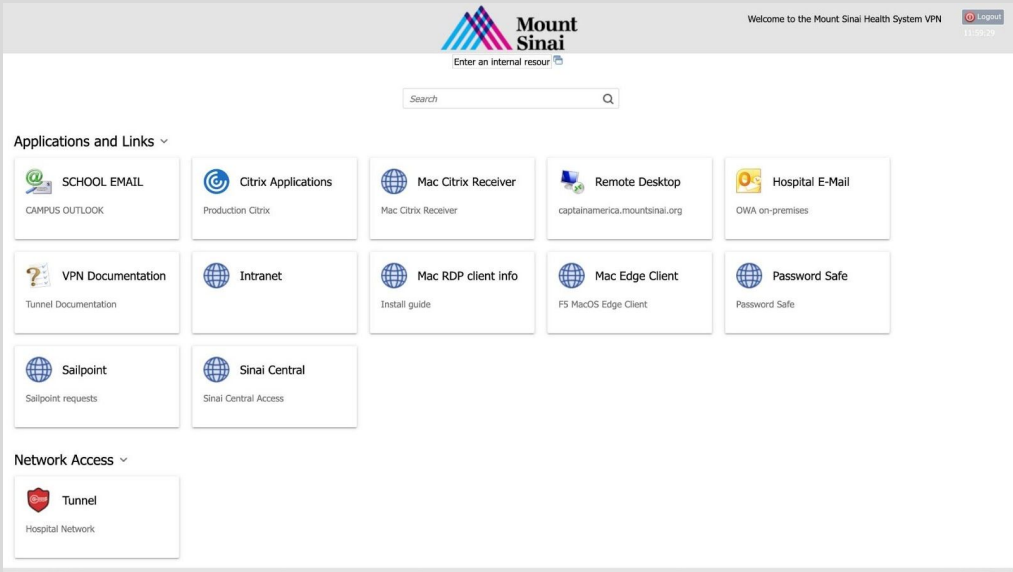 Mount
Sinai
Welcome to the Mount Sinai Health System VPN
Logout
11:59:29
Enter an internal resour
Search
Applications and Links
SCHOOL EMAIL
CAMPUS OUTLOOK
Citrix Applications
Production Citrix
Mac Citrix Receiver
Mac Citrix Receiver
Remote Desktop
captainamerica.mountsinai.org
Hospital E-Mail
OWA on-premises
VPN Documentation
Tunnel Documentation
Intranet
Mac RDP client info
Install guide
Mac Edge Client
F5 MacOS Edge Client
Password Safe
Password Safe
Sailpoint
Sailpoint requests
Sinai Central
Sinai Central Access
Network Access
Tunnel
Hospital Network